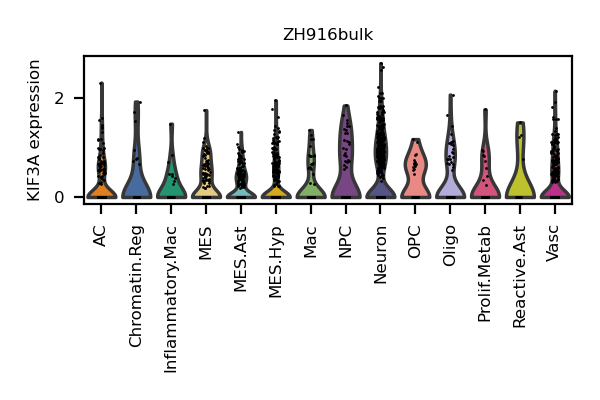 ZH916bulk
KIF3A expression
2
0
AC
Chromatin.Reg
Inflammatory.Mac
MES
MES.Ast
MES.Hyp
Mac
NPC
Neuron
OPC
Oligo
Prolif.Metab
Reactive.Ast
Vasc